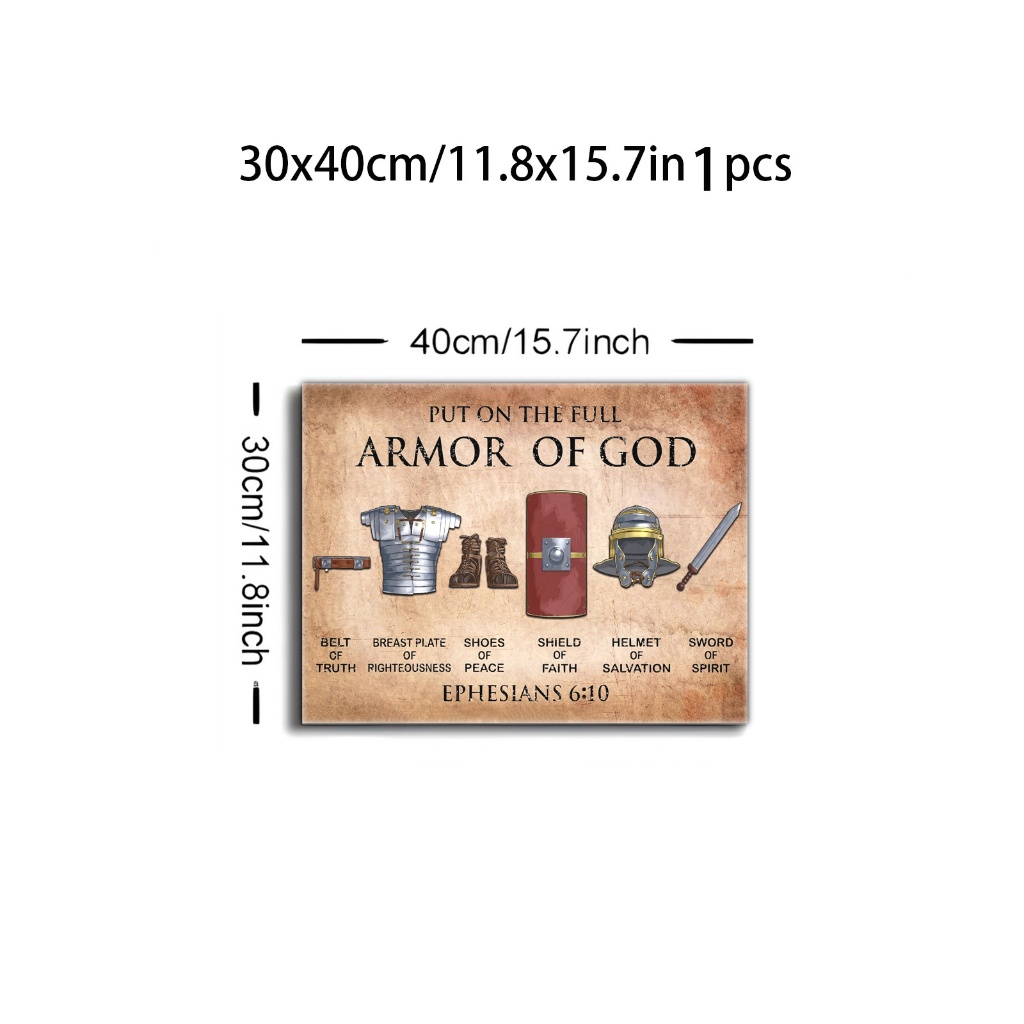 30x40cm/11.8x15.7in 1pcs
40cm/15.7inch
30cm/11.8inch
PUT ON THE FULL
ARMOR OF GOD
BELT
OF
TRUTH
BREAST PLATE
OF
RIGHTEOUSNESS
SHOES
OF
PEACE
SHIELD
OF
FAITH
HELMET
OF
SALVATION
SWORD
OF
SPIRIT
EPHESIANS 6:10